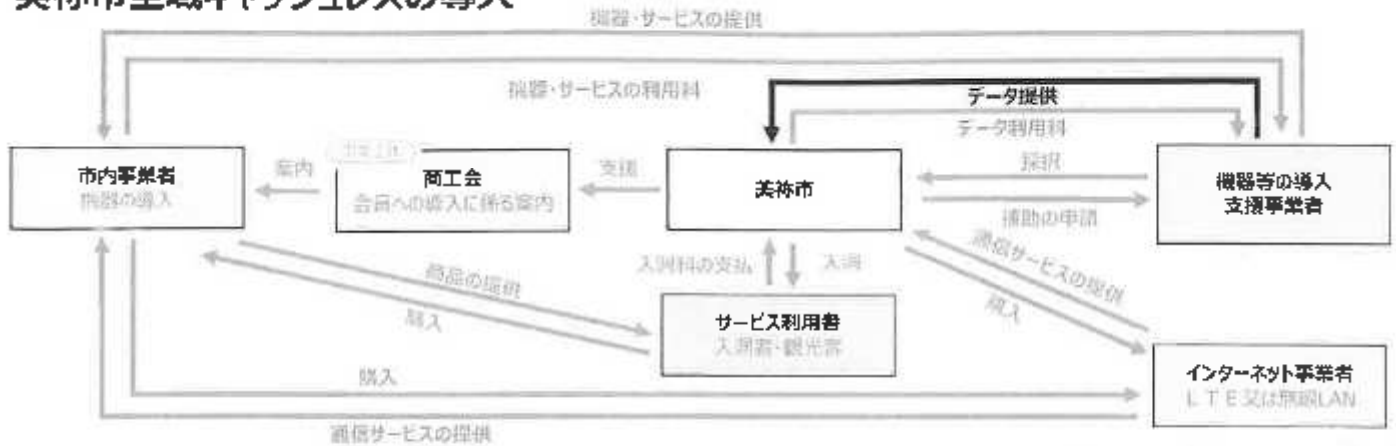 美祢市全域キャッシュレスの導入
機器・サービスの提供
機器・サービスの利用料
データ提供
データ利用料
市内事業者
機器の導入
案内
商工会
会員への導入に係る案内
支援
美祢市
採択
補助の申請
機器等の導入
支援事業者
商品の提供
購入
入洞料の支払
入洞
通信サービスの提供
購入
サービス利用者
入洞者・観光客
インターネット事業者
LTE又は無線LAN
購入
通信サービスの提供